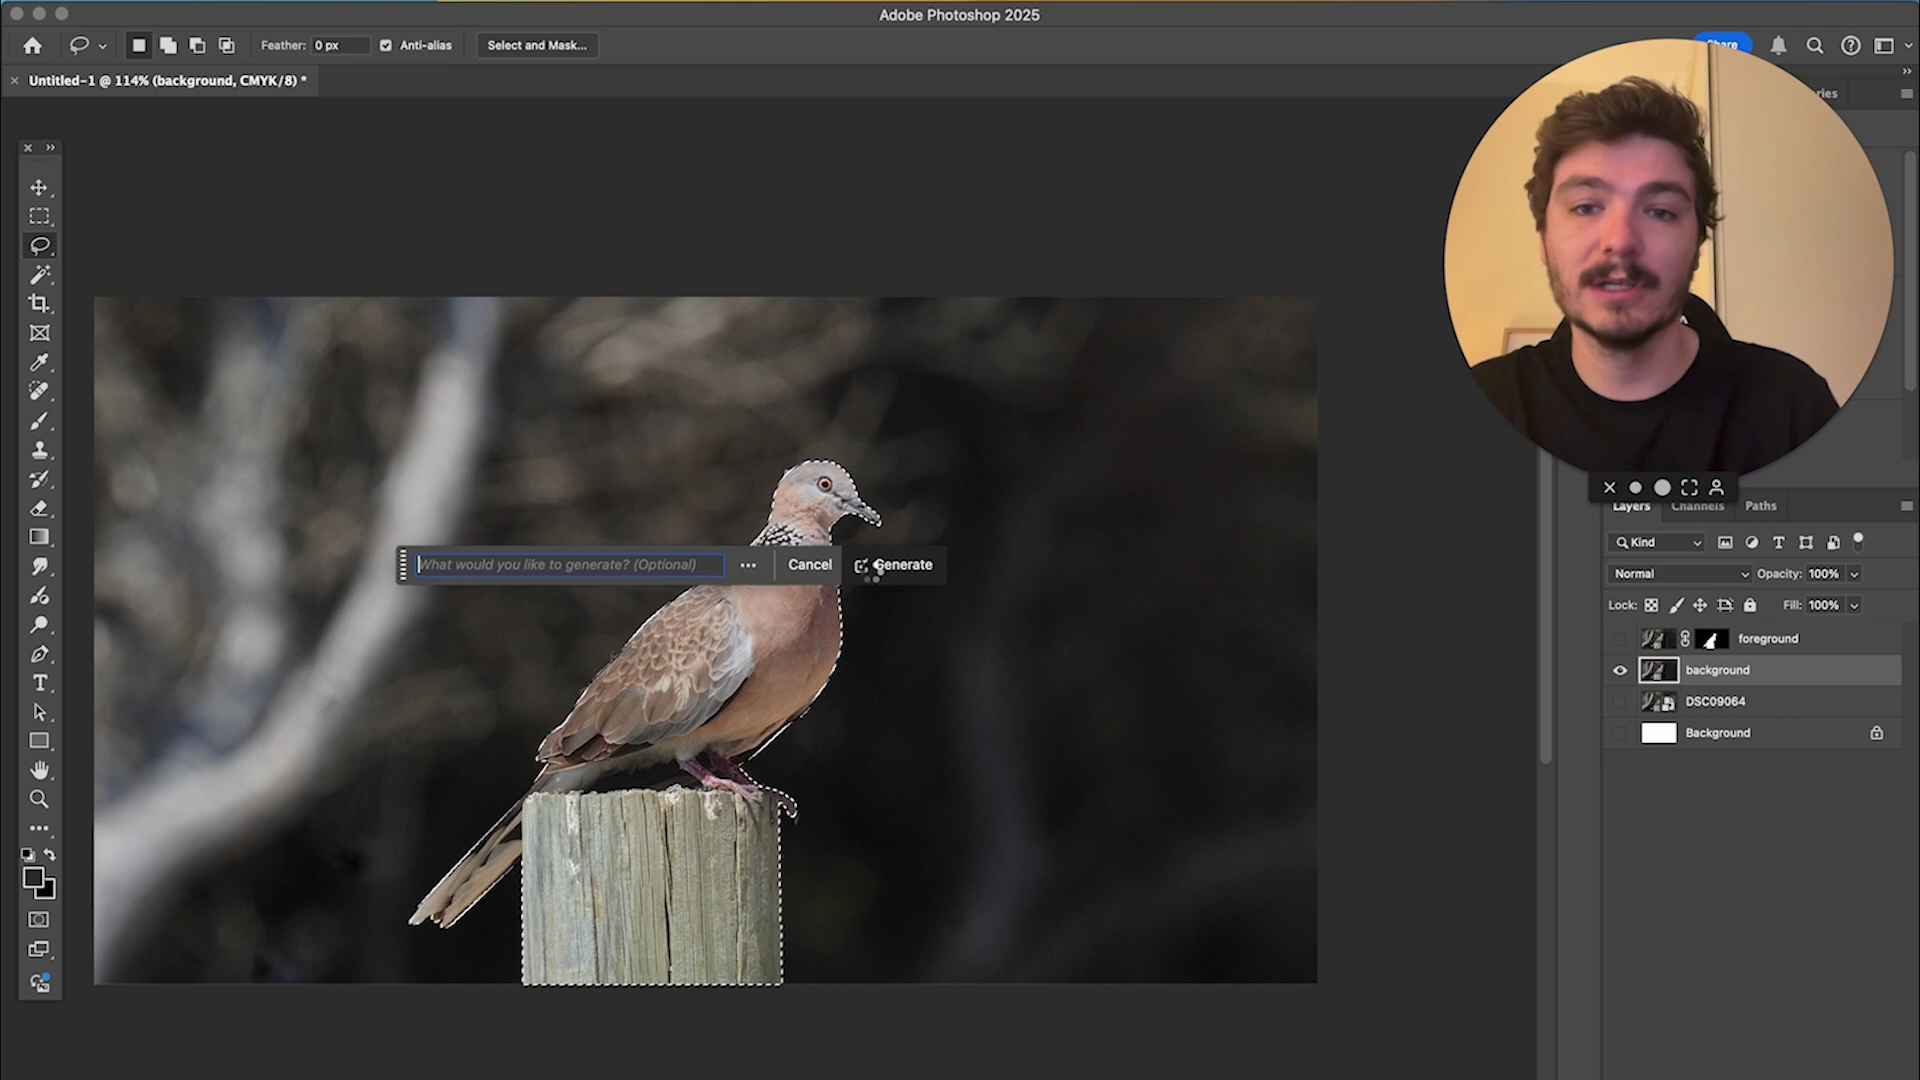 Adobe Photoshop 2025
Feather: 0 px Anti-alias Select and Mask... Share
Untitled-1 @ 114% (background, CMYK/8) *
What would you like to generate? (Optional) ... Cancel Generate
Layers Channels Paths
Kind
Normal Opacity: 100%
Lock: Fill: 100%
foreground
background
DSC09064
Background